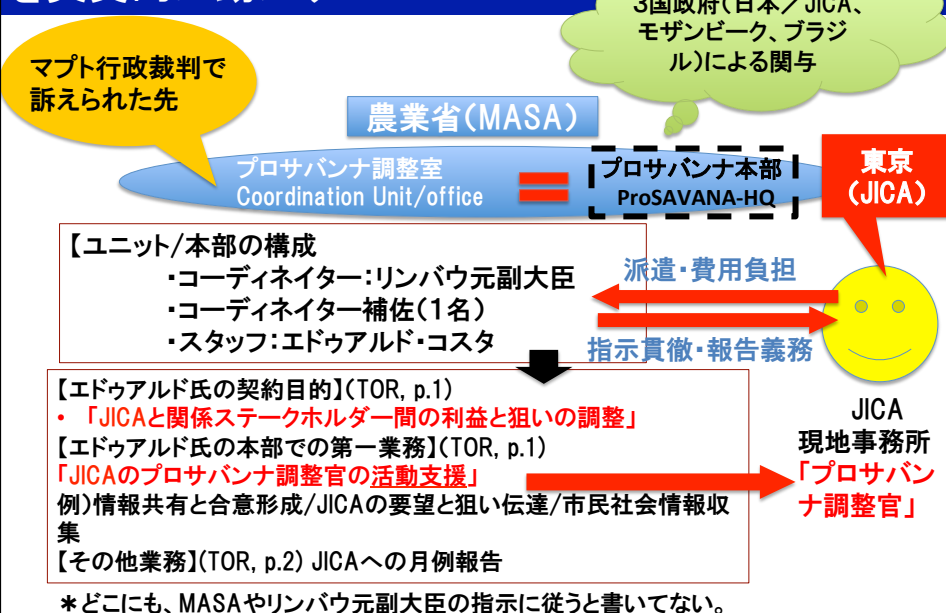 3国政府(日本/JICA、
モザンビーク、ブラジ
ル)による関与
マプト行政裁判で
訴えられた先
農業省(MASA)
プロサバンナ調整室
Coordination Unit/office
プロサバンナ本部
ProSAVANA-HQ
東京
(JICA)
【ユニット/本部の構成
・コーディネイター:リンバウ元副大臣
・コーディネイター補佐(1名)
・スタッフ:エドゥアルド・コスタ
派遣・費用負担
指示貫徹・報告義務
【エドゥアルド氏の契約目的】(TOR, p.1)
• 「JICAと関係ステークホルダー間の利益と狙いの調整」
【エドゥアルド氏の本部での第一業務】(TOR, p.1)
「JICAのプロサバンナ調整官の活動支援」
例)情報共有と合意形成/JICAの要望と狙い伝達/市民社会情報収
集
【その他業務】(TOR, p.2) JICAへの月例報告
JICA
現地事務所
「プロサバン
ナ調整官」
*どこにも、MASAやリンバウ元副大臣の指示に従うと書いてない。